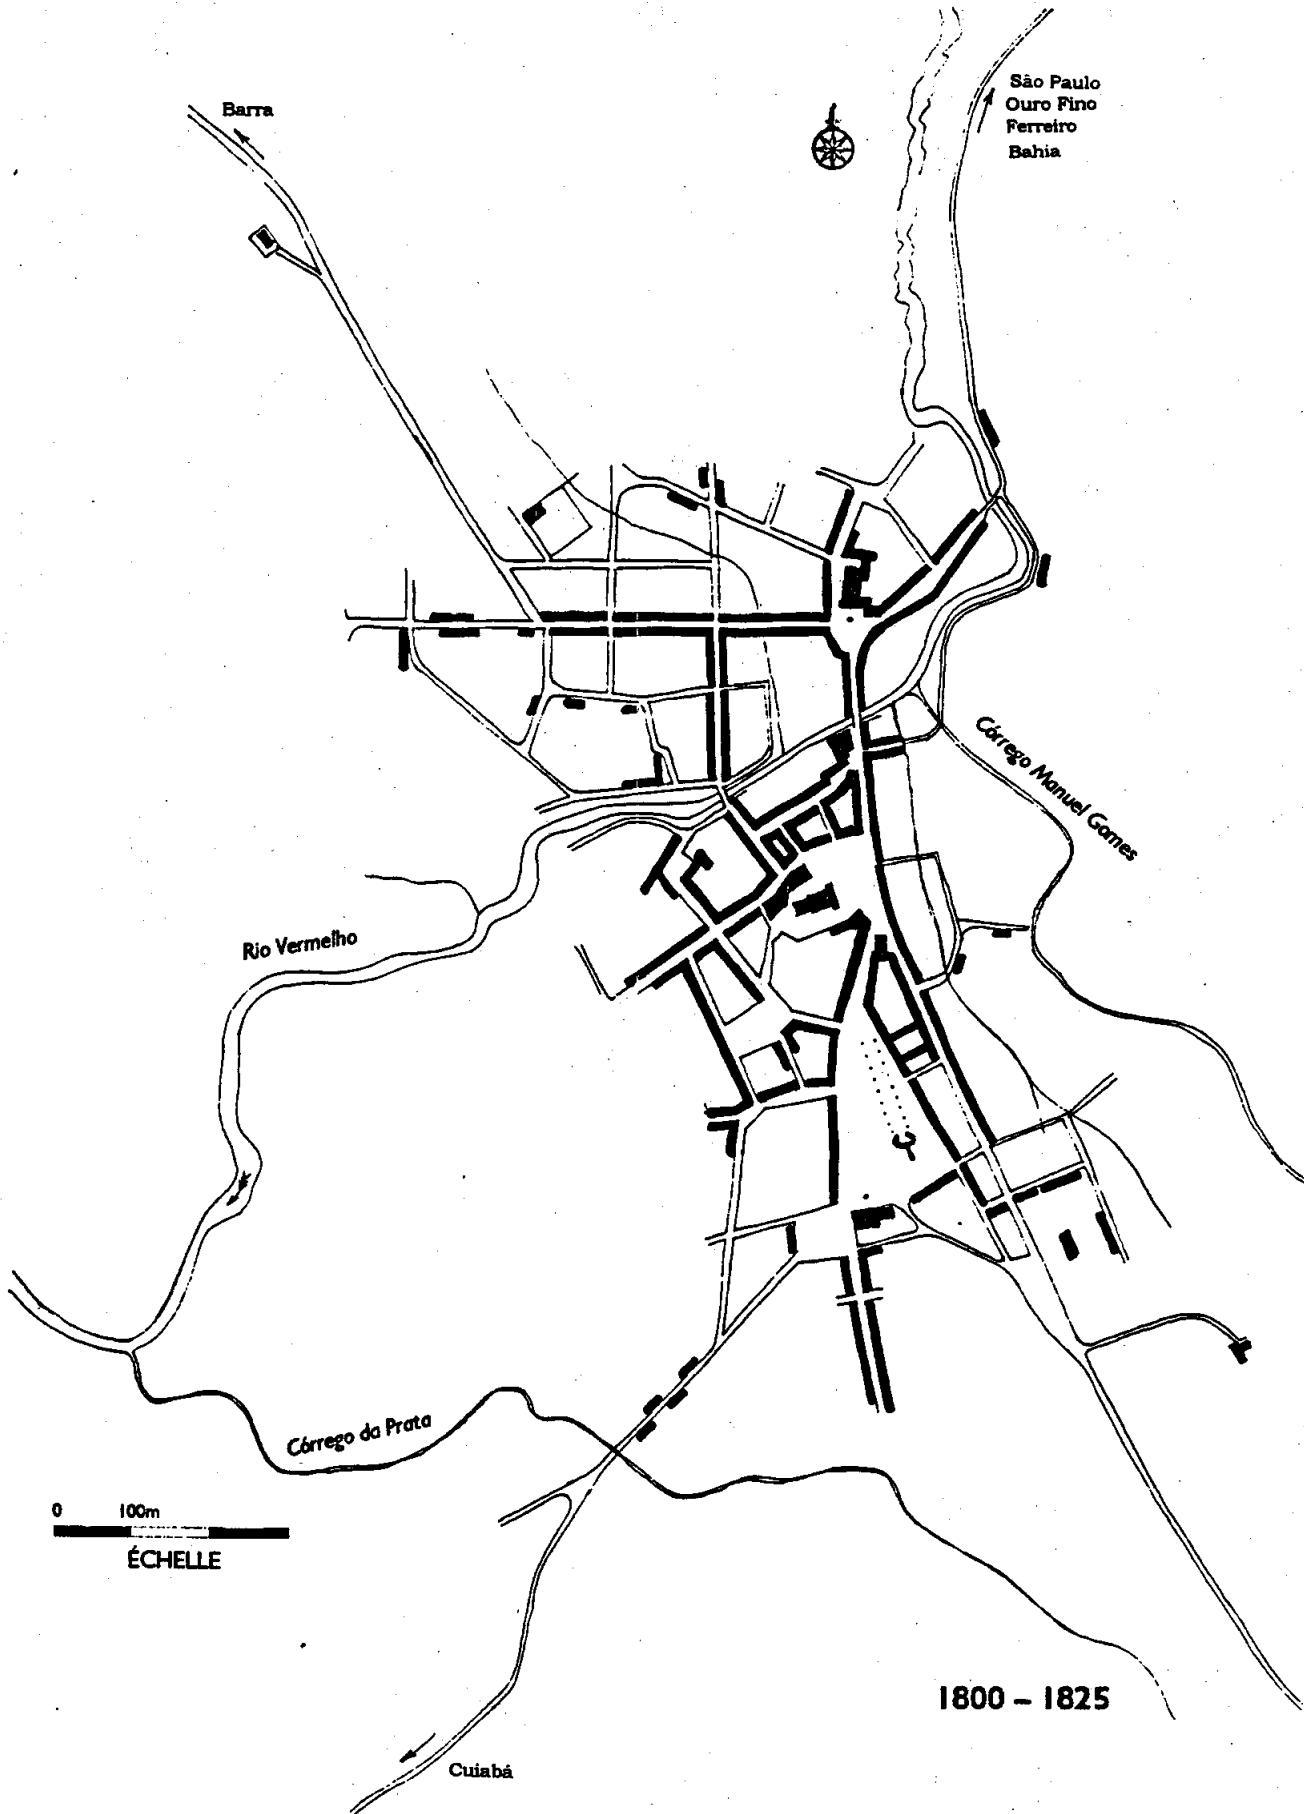 Barra
São Paulo
Ouro Fino
Ferreiro
Bahia
Córrego Manuel Gomes
Rio Vermelho
Córrego da Prata
0 100m
ÉCHELLE
1800 – 1825
Cuiabá